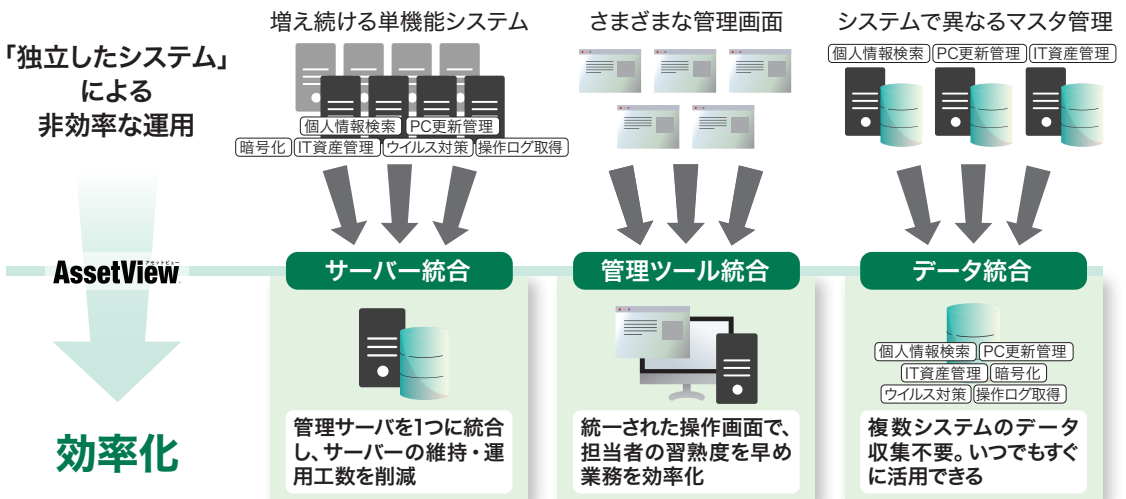 「独立したシステム」
による
非効率な運用
増え続ける単機能システム
個人情報検索 PC更新管理
暗号化 IT資産管理 ウイルス対策 操作ログ取得
さまざまな管理画面
システムで異なるマスタ管理
個人情報検索 PC更新管理 IT資産管理
アセットビュー
AssetView
サーバー統合
管理サーバを1つに統合
し、サーバーの維持・運
用工数を削減
管理ツール統合
統一された操作画面で、
担当者の習熟度を早め
業務を効率化
データ統合
個人情報検索 PC更新管理
IT資産管理 暗号化
ウイルス対策 操作ログ取得
複数システムのデータ
収集不要。いつでもすぐ
に活用できる
効率化